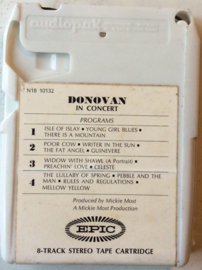 audiopak
N18 10132
DONOVAN
IN CONCERT
PROGRAMS
1 ISLE OF ISLAY • YOUNG GIRL BLUES •
THERE IS A MOUNTAIN
2 POOR COW • WRITER IN THE SUN •
THE FAT ANGEL • GUINEVERE
3 WIDOW WITH SHAWL (A Portrait) •
PREACHIN' LOVE • CELESTE
4 THE LULLABY OF SPRING • PEBBLE AND THE
MAN • RULES AND REGULATIONS •
MELLOW YELLOW
Produced by Mickie Most
A Mickie Most Production
EPIC
8-TRACK STEREO TAPE CARTRIDGE